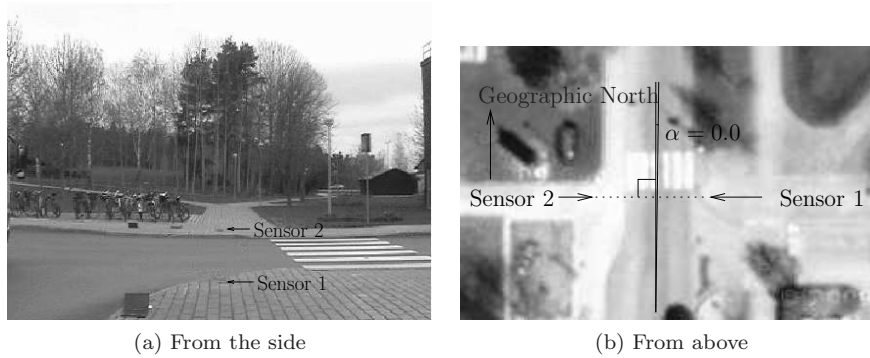 Sensor 2
Sensor 1
(a) From the side
Geographic North
α = 0.0
Sensor 2
Sensor 1
(b) From above